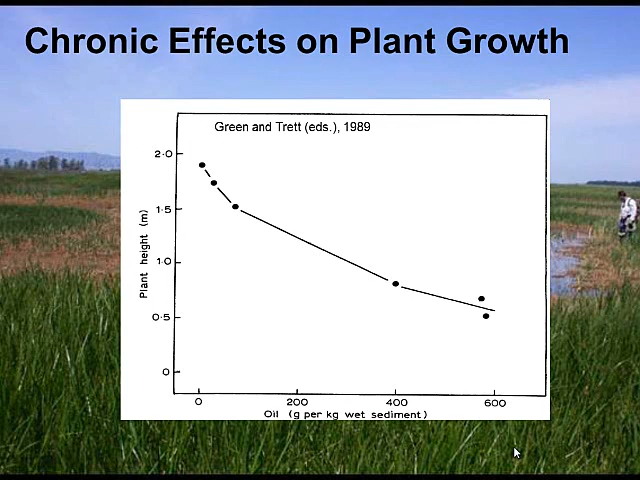 Chronic Effects on Plant Growth
Green and Trett (eds.), 1989
2·0
1·5
1·0
0·5
0
Plant height (m)
0 200 400 600
Oil (g per kg wet sediment)